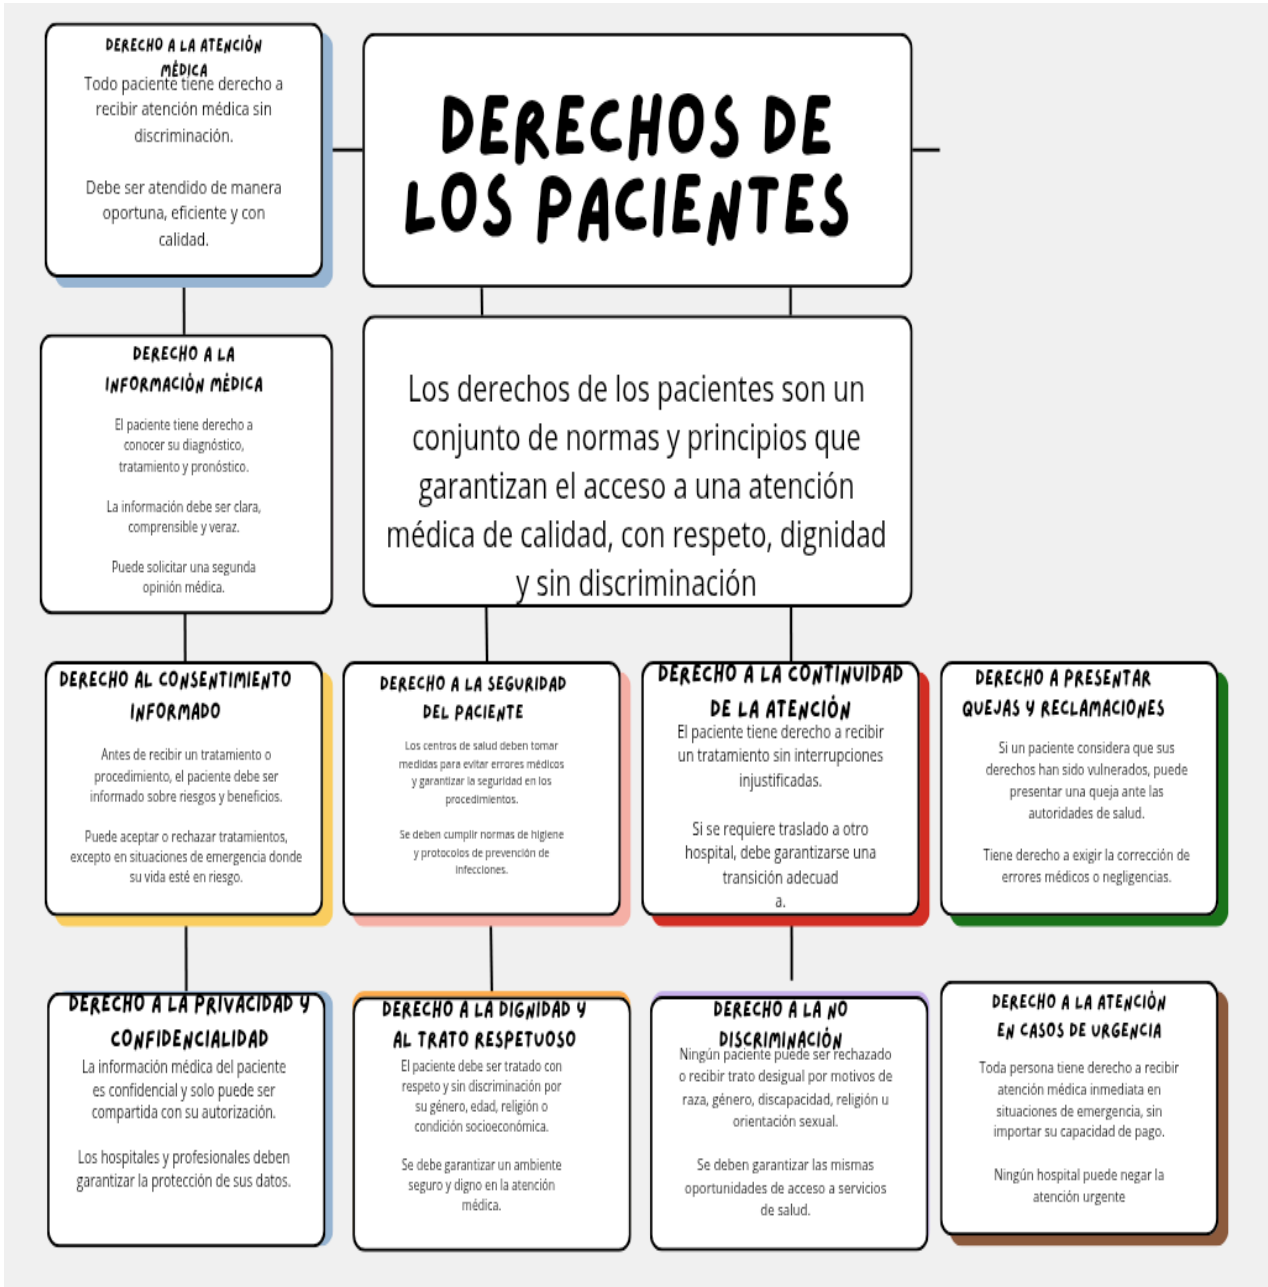 DERECHO A LA ATENCIÓN
MÉDICA
Todo paciente tiene derecho a
recibir atención médica sin
discriminación.
Debe ser atendido de manera
oportuna, eficiente y con
calidad.
DERECHOS DE
LOS PACIENTES
DERECHO A LA
INFORMACIÓN MÉDICA
El paciente tiene derecho a
conocer su diagnóstico,
tratamiento y pronóstico.
La información debe ser clara,
comprensible y veraz.
Puede solicitar una segunda
opinión médica.
Los derechos de los pacientes son un
conjunto de normas y principios que
garantizan el acceso a una atención
médica de calidad, con respeto, dignidad
y sin discriminación
DERECHO AL CONSENTIMIENTO
INFORMADO
Antes de recibir un tratamiento o
procedimiento, el paciente debe ser
informado sobre riesgos y beneficios.
Puede aceptar o rechazar tratamientos,
excepto en situaciones de emergencia donde
su vida esté en riesgo.
DERECHO A LA SEGURIDAD
DEL PACIENTE
Los centros de salud deben tomar
medidas para evitar errores médicos
y garantizar la seguridad en los
procedimientos.
Se deben cumplir normas de higiene
y protocolos de prevención de
infecciones.
DERECHO A LA CONTINUIDAD
DE LA ATENCIÓN
El paciente tiene derecho a recibir
un tratamiento sin interrupciones
injustificadas.
Si se requiere traslado a otro
hospital, debe garantizarse una
transición adecuad
a.
DERECHO A PRESENTAR
QUEJAS Y RECLAMACIONES
Si un paciente considera que sus
derechos han sido vulnerados, puede
presentar una queja ante las
autoridades de salud.
Tiene derecho a exigir la corrección de
errores médicos o negligencias.
DERECHO A LA PRIVACIDAD Y
CONFIDENCIALIDAD
La información médica del paciente
es confidencial y solo puede ser
compartida con su autorización.
Los hospitales y profesionales deben
garantizar la protección de sus datos.
DERECHO A LA DIGNIDAD Y
AL TRATO RESPETUOSO
El paciente debe ser tratado con
respeto y sin discriminación por
su género, edad, religión o
condición socioeconómica.
Se debe garantizar un ambiente
seguro y digno en la atención
médica.
DERECHO A LA NO
DISCRIMINACIÓN
Ningún paciente puede ser rechazado
o recibir trato desigual por motivos de
raza, género, discapacidad, religión u
orientación sexual.
Se deben garantizar las mismas
oportunidades de acceso a servicios
de salud.
DERECHO A LA ATENCIÓN
EN CASOS DE URGENCIA
Toda persona tiene derecho a recibir
atención médica inmediata en
situaciones de emergencia, sin
importar su capacidad de pago.
Ningún hospital puede negar la
atención urgente